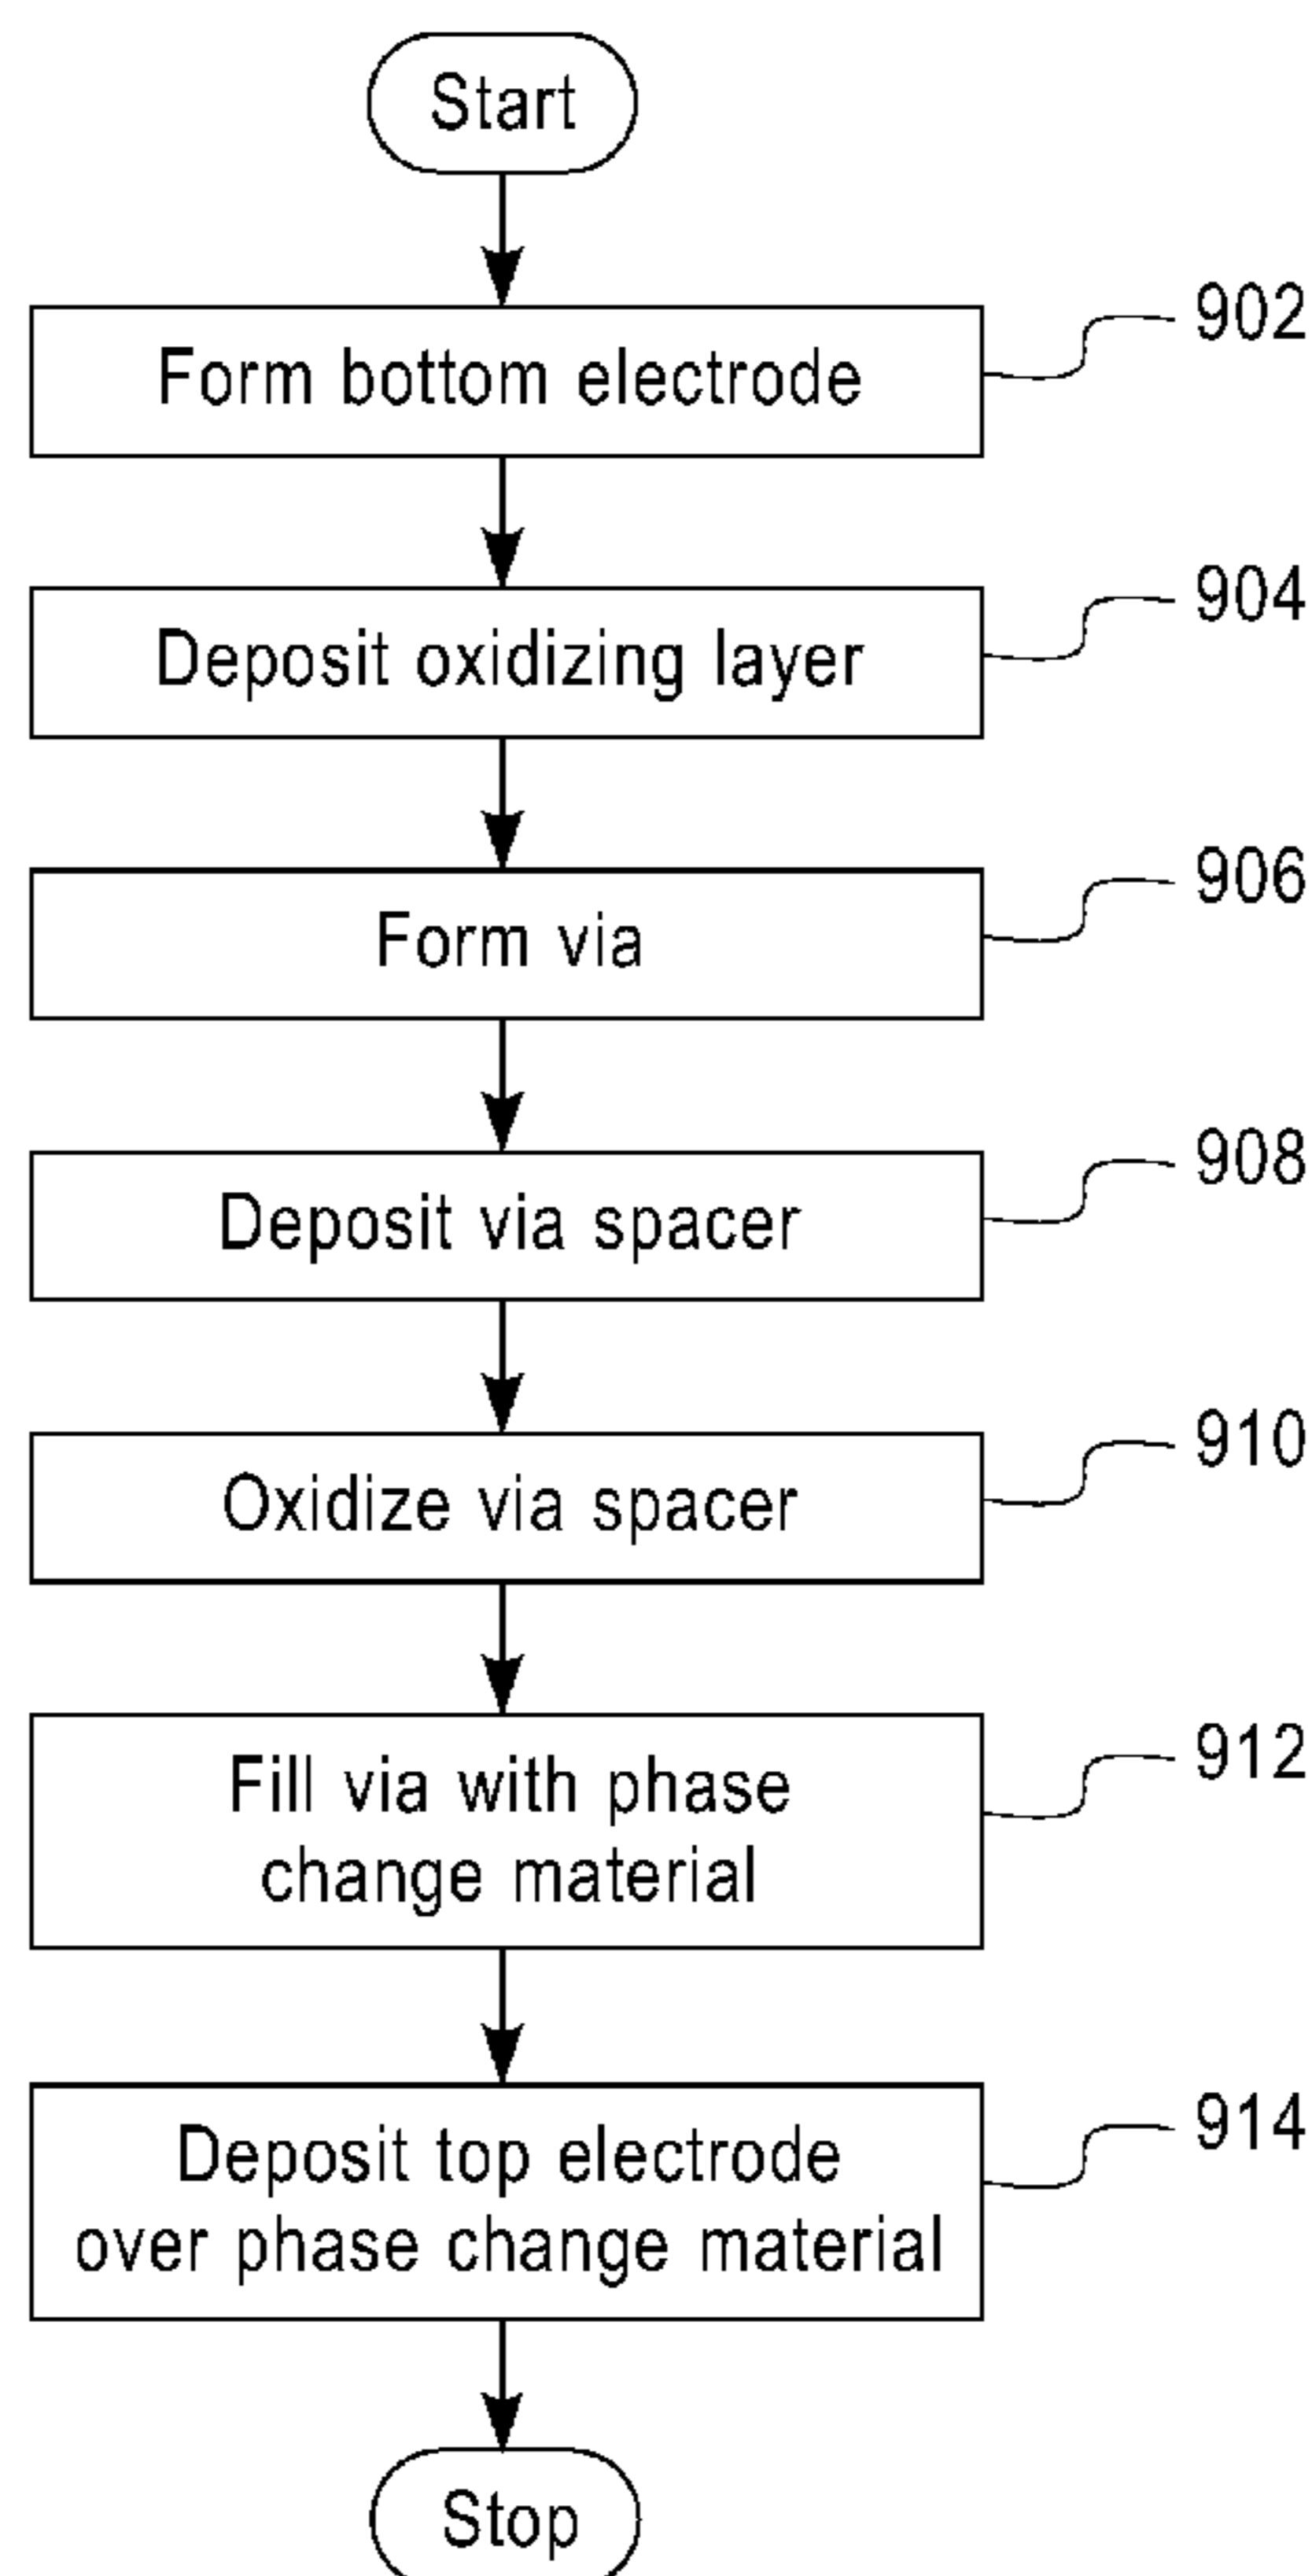 Start
Form bottom electrode
902
Deposit oxidizing layer
904
Form via
906
Deposit via spacer
908
Oxidize via spacer
910
Fill via with phase
change material
912
Deposit top electrode
over phase change material
914
Stop